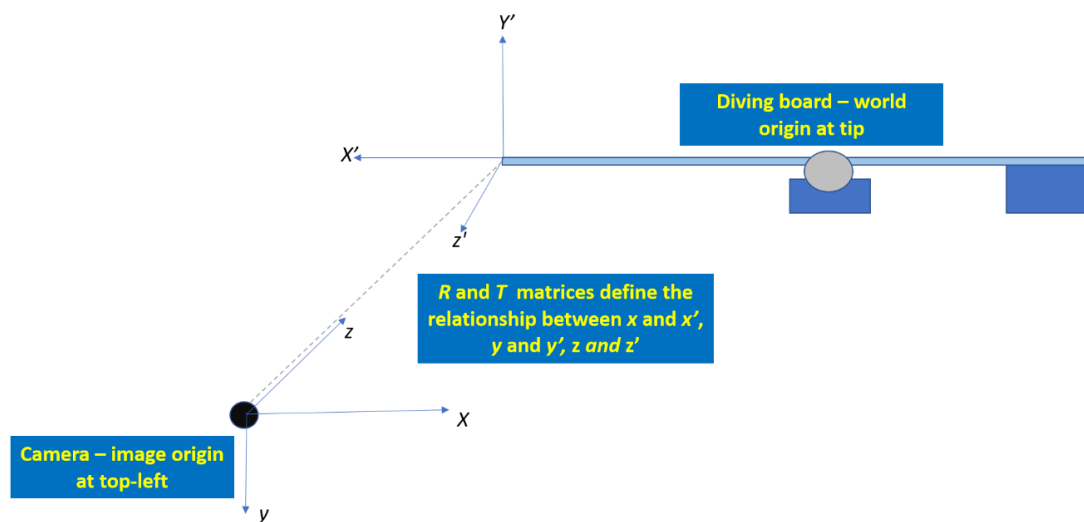 Y’
Diving board – world
origin at tip
X’
z'
R and T matrices define the
relationship between x and x’,
y and y’, z and z’
z
X
Camera – image origin
at top-left
y